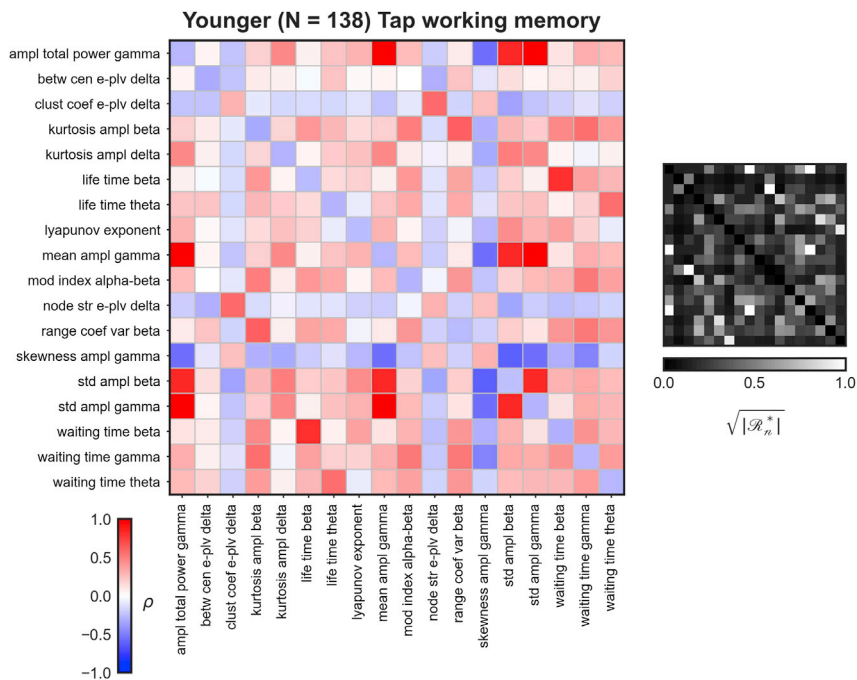 Younger (N = 138) Tap working memory
ampl total power gamma
betw cen e-plv delta
clust coef e-plv delta
kurtosis ampl beta
kurtosis ampl delta
life time beta
life time theta
lyapunov exponent
mean ampl gamma
mod index alpha-beta
node str e-plv delta
range coef var beta
skewness ampl gamma
std ampl beta
std ampl gamma
waiting time beta
waiting time gamma
waiting time theta
ampl total power gamma
betw cen e-plv delta
clust coef e-plv delta
kurtosis ampl beta
kurtosis ampl delta
life time beta
life time theta
lyapunov exponent
mean ampl gamma
mod index alpha-beta
node str e-plv delta
range coef var beta
skewness ampl gamma
std ampl beta
std ampl gamma
waiting time beta
waiting time gamma
waiting time theta
1.0
0.5
0.0
−0.5
−1.0
ρ
0.0 0.5 1.0
√|ℛₙ*|